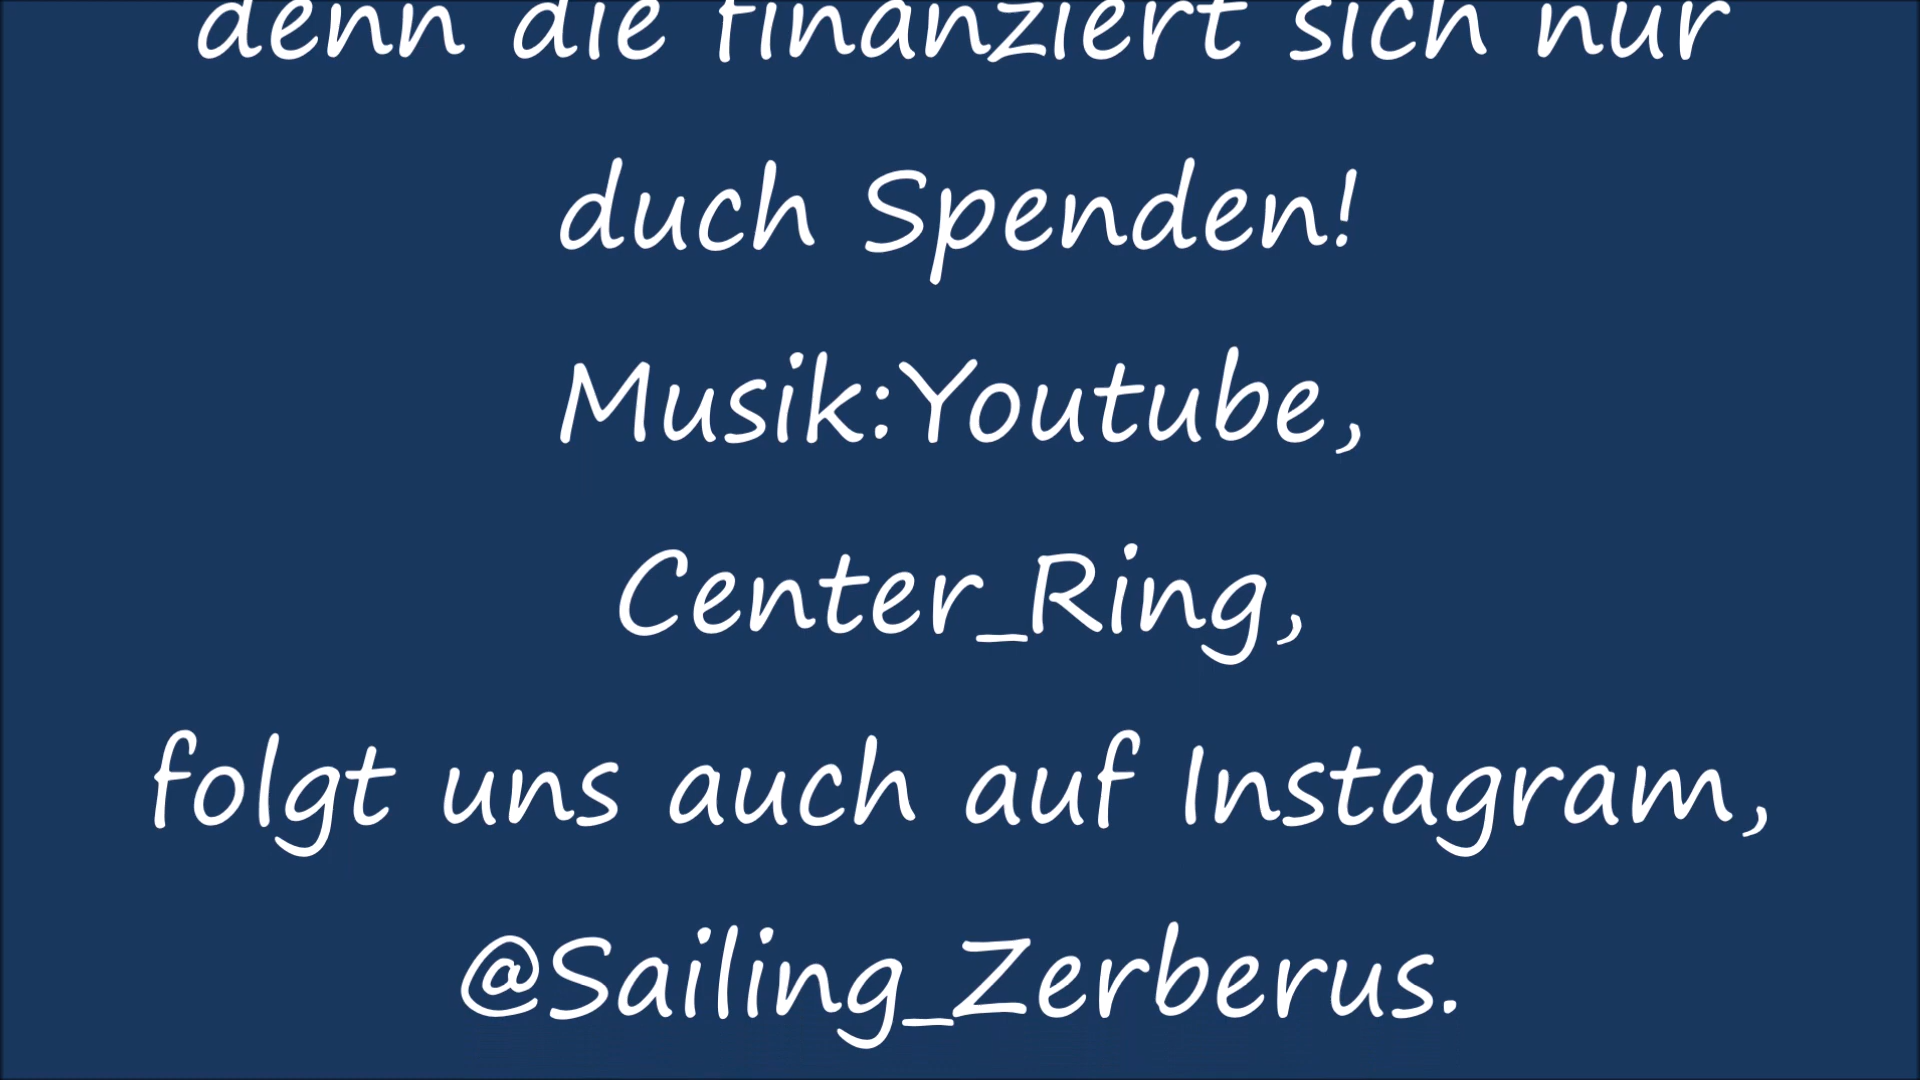 denn die finanziert sich nur
duch Spenden!
Musik:Youtube,
Center_Ring,
folgt uns auch auf Instagram,
@Sailing_Zerberus.